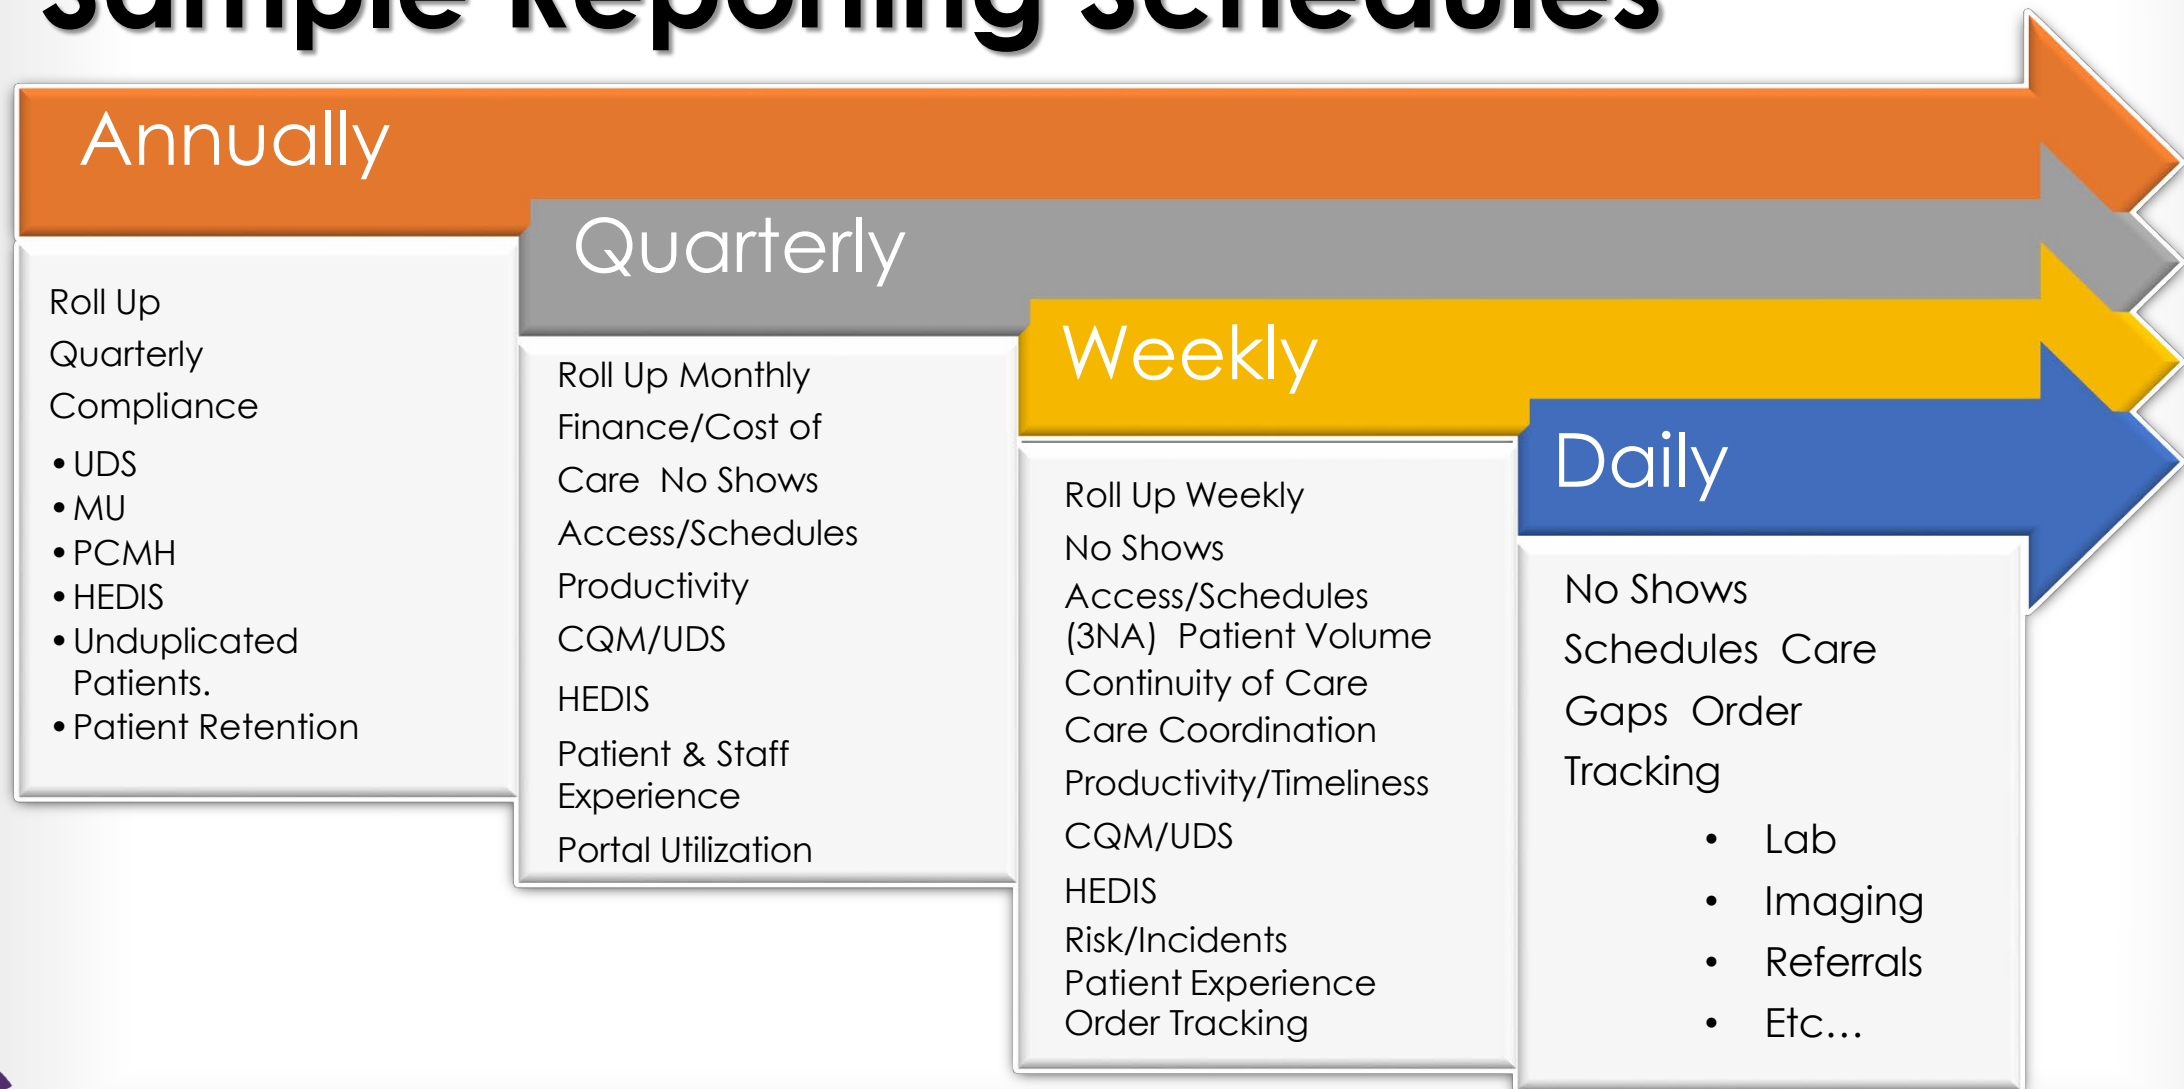 Sample Reporting Schedules
Annually
Roll Up
Quarterly
Compliance
• UDS
• MU
• PCMH
• HEDIS
• Unduplicated
Patients.
• Patient Retention
Quarterly
Roll Up Monthly
Finance/Cost of
Care No Shows
Access/Schedules
Productivity
CQM/UDS
HEDIS
Patient & Staff
Experience
Portal Utilization
Weekly
Roll Up Weekly
No Shows
Access/Schedules
(3NA) Patient Volume
Continuity of Care
Care Coordination
Productivity/Timeliness
CQM/UDS
HEDIS
Risk/Incidents
Patient Experience
Order Tracking
Daily
No Shows
Schedules Care
Gaps Order
Tracking
• Lab
• Imaging
• Referrals
• Etc...